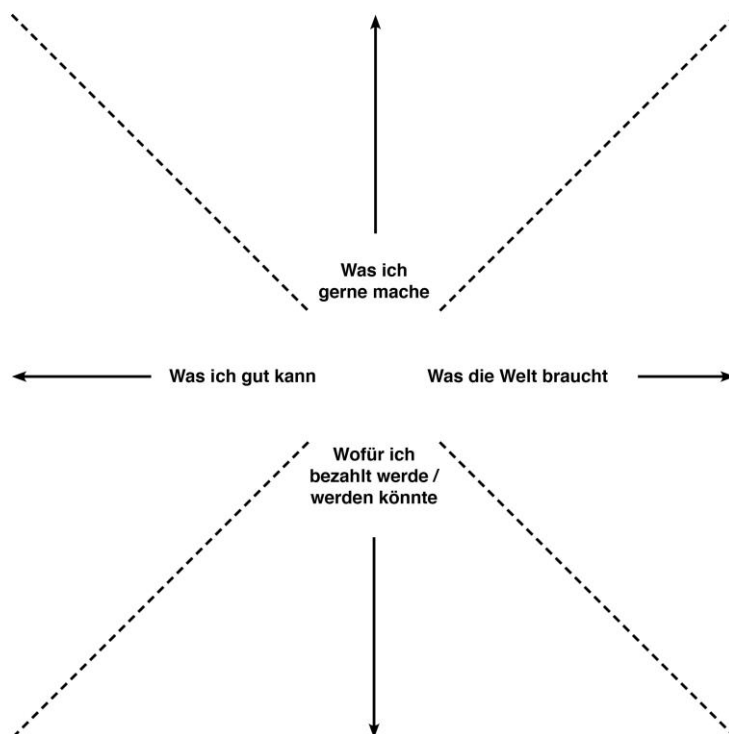 Was ich
gerne mache
Was ich gut kann
Was die Welt braucht
Wofür ich
bezahlt werde /
werden könnte